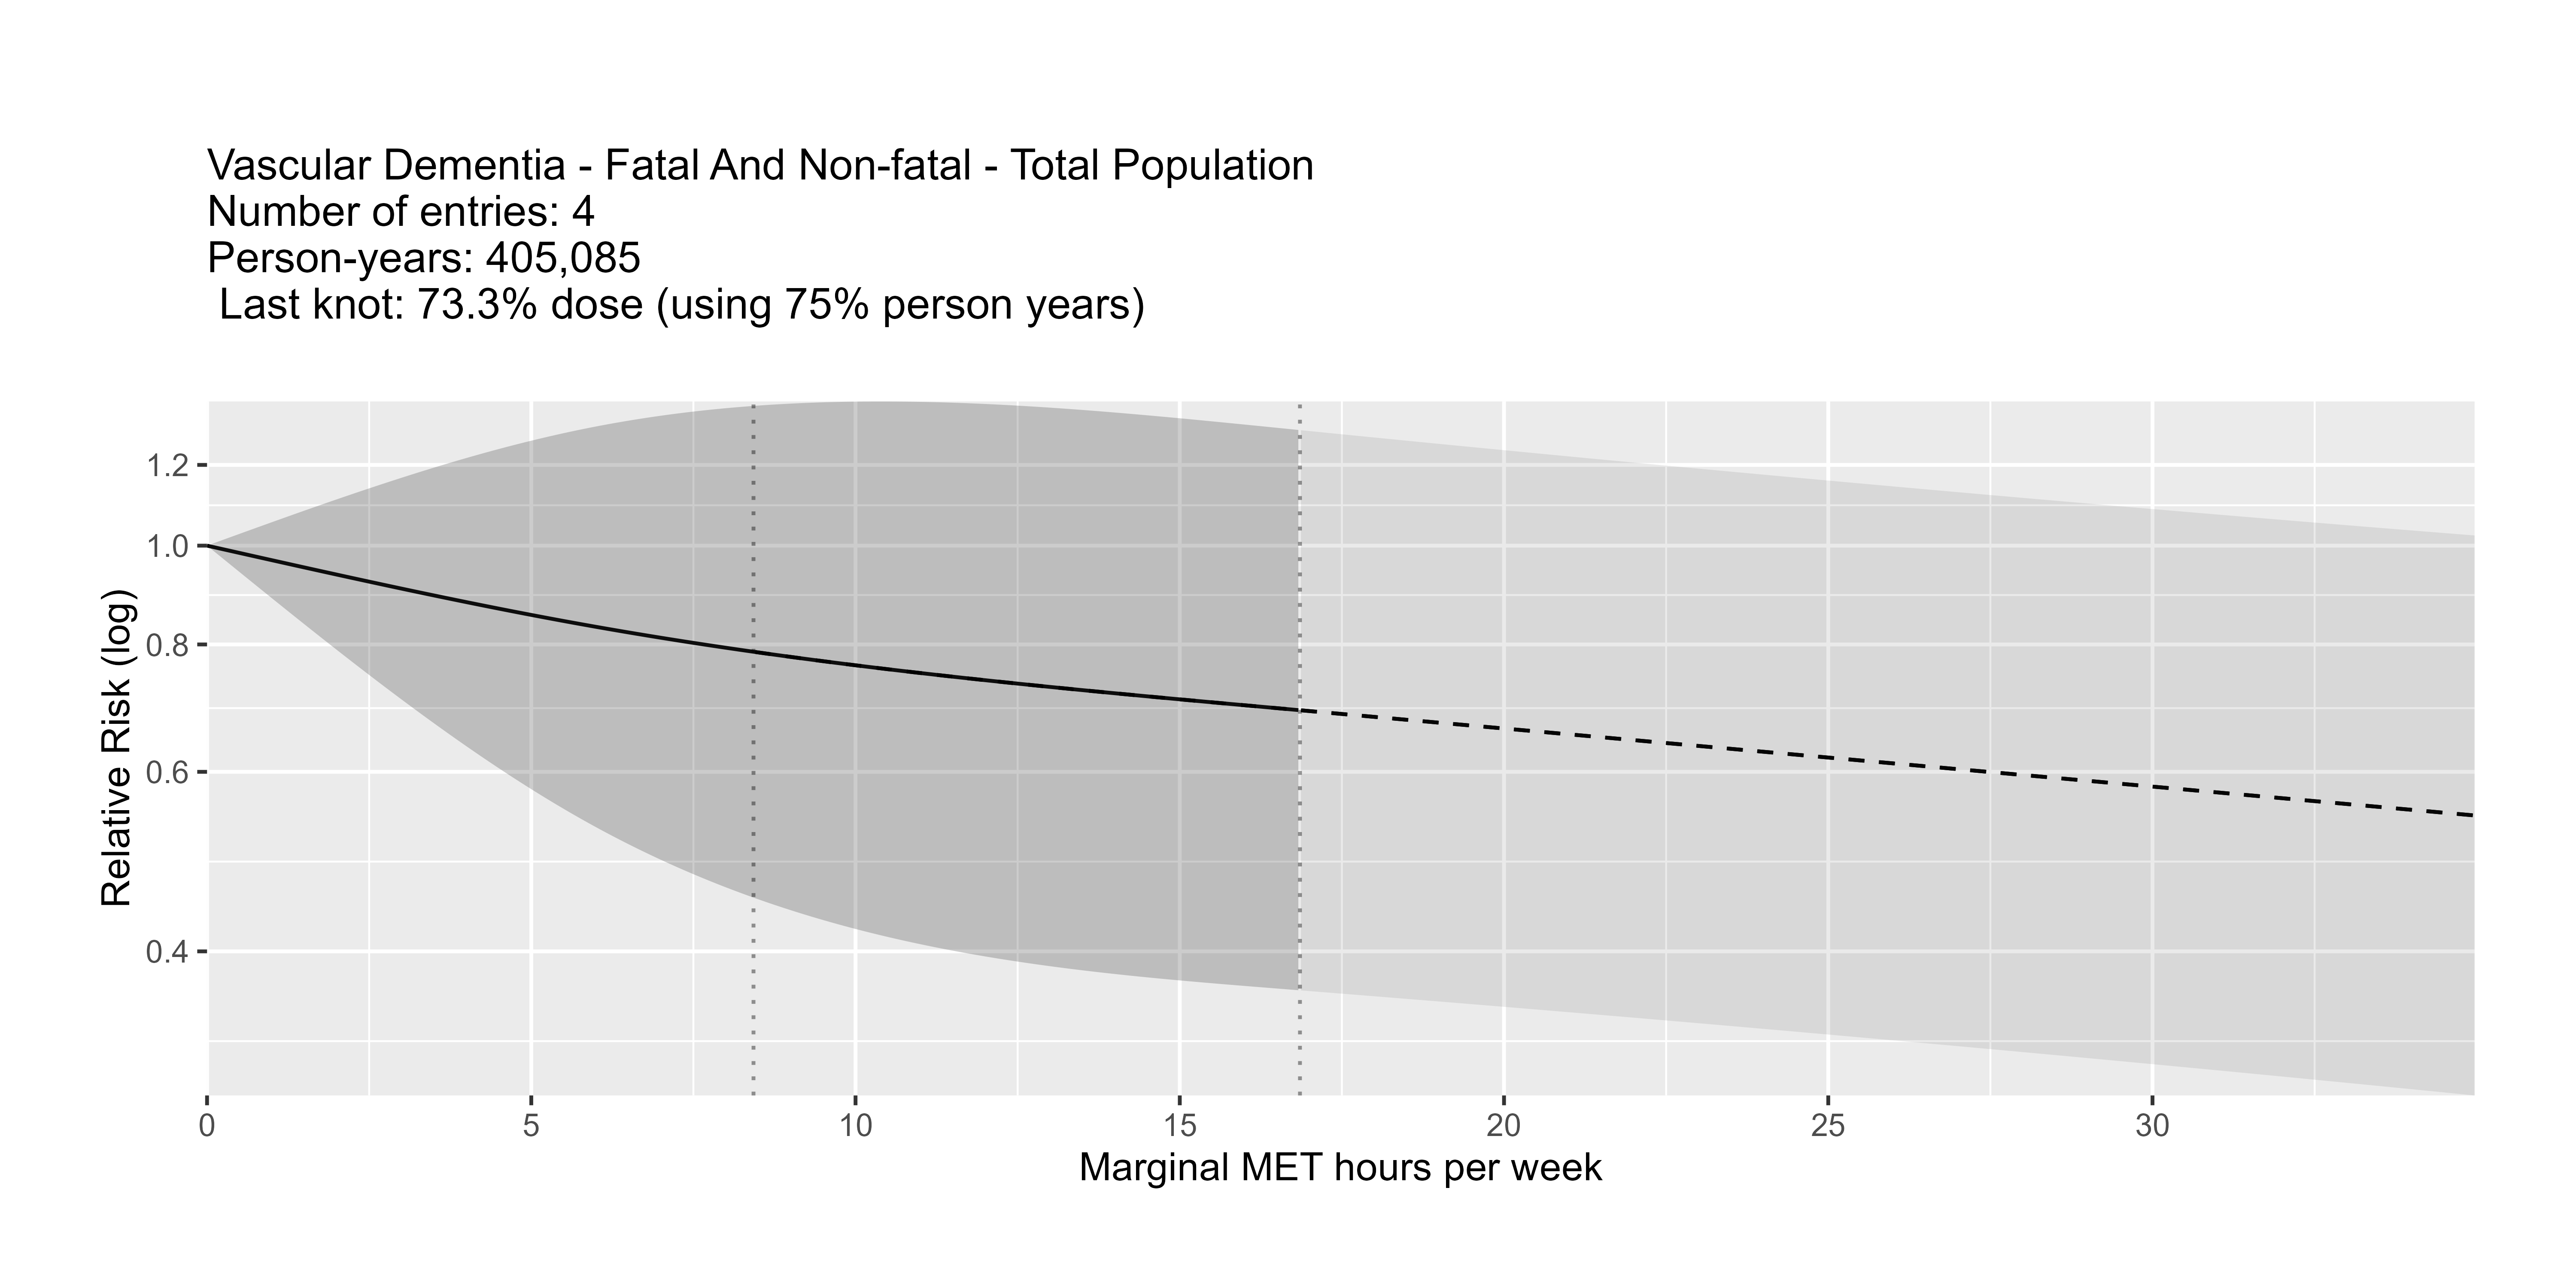 Vascular Dementia - Fatal And Non-fatal - Total Population
Number of entries: 4
Person-years: 405,085
Last knot: 73.3% dose (using 75% person years)
Relative Risk (log)
1.2
1.0
0.8
0.6
0.4
0 5 10 15 20 25 30
Marginal MET hours per week